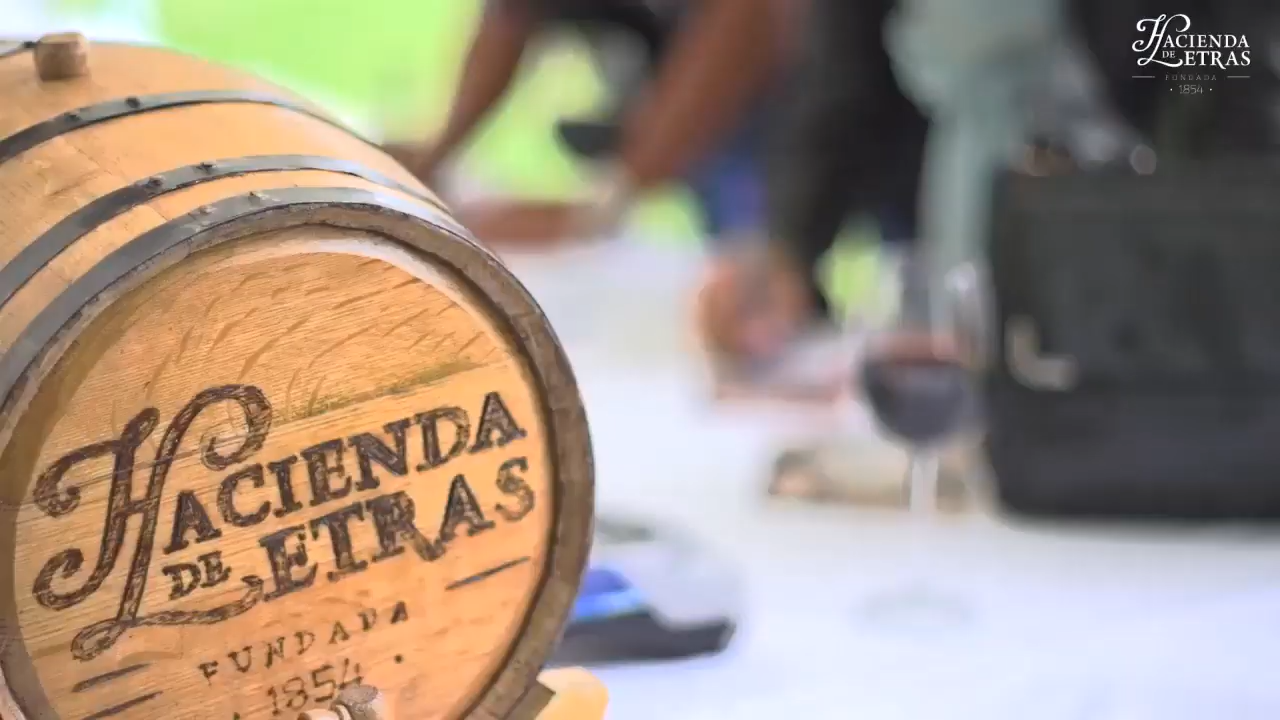 HACIENDA
DE LETRAS
FUNDADA
· 1854 ·
HACIENDA
DE LETRAS
FUNDADA
· 1854 ·